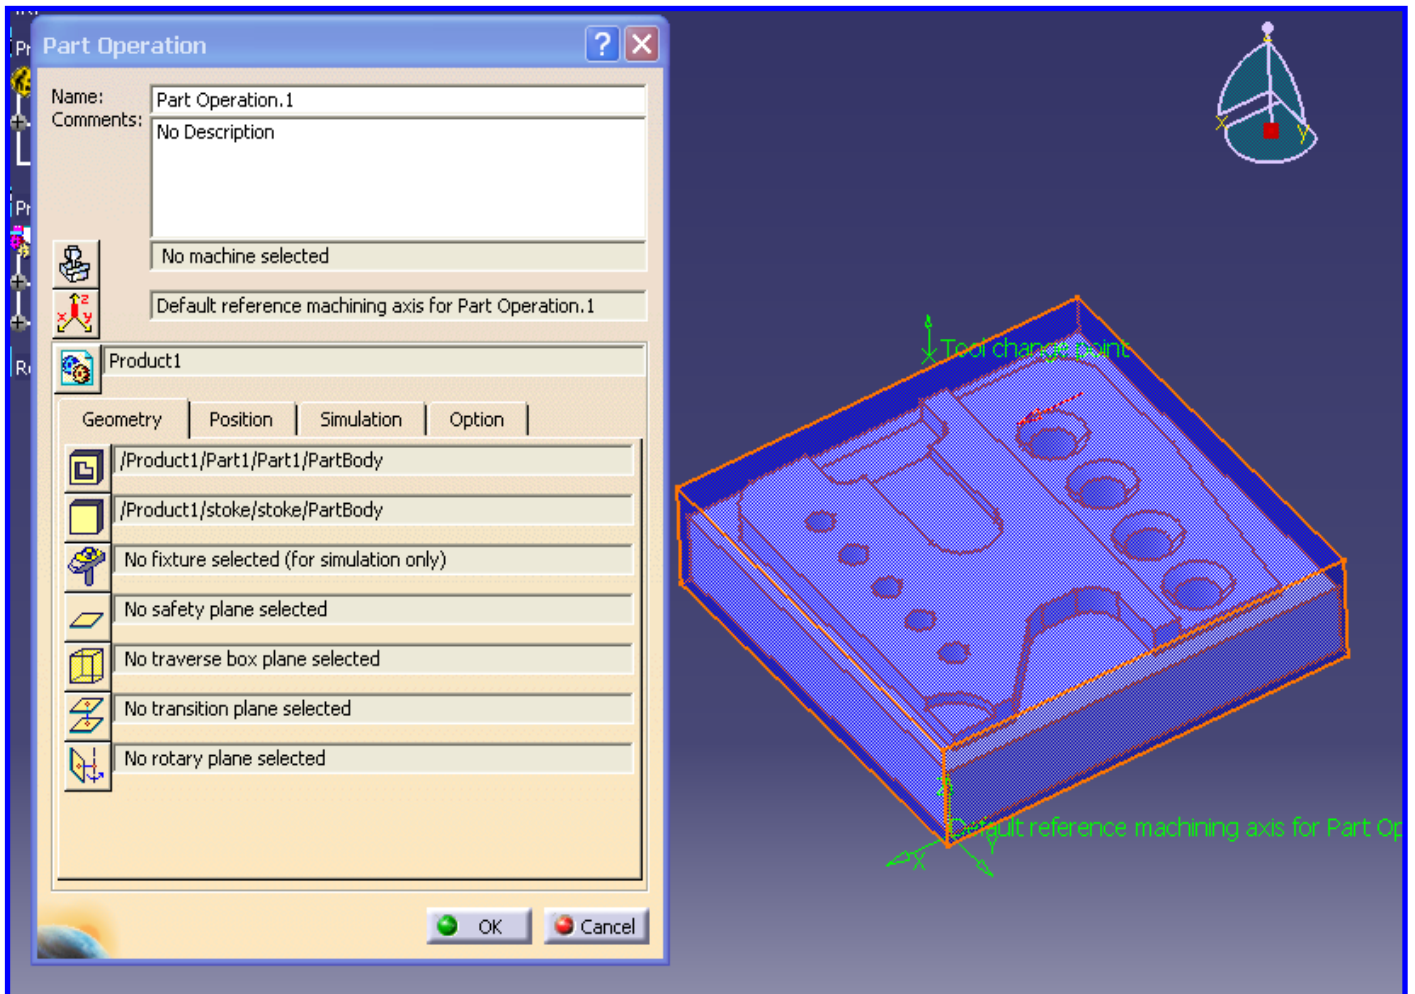 Part Operation
Name:
Part Operation.1
Comments:
No Description
No machine selected
Default reference machining axis for Part Operation.1
Product1
Geometry Position Simulation Option
/Product1/Part1/Part1/PartBody
/Product1/stoke/stoke/PartBody
No fixture selected (for simulation only)
No safety plane selected
No traverse box plane selected
No transition plane selected
No rotary plane selected
OK Cancel
Pr
Pr
x y
Tool change point
Default reference machining axis for Part Op
X Y